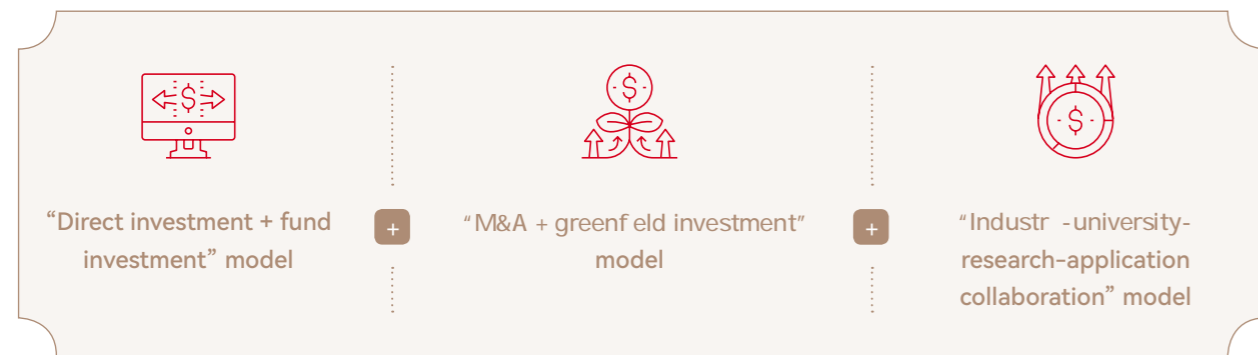 “Direct investment + fund
investment” model
+
“M&A + greenf eld investment”
model
+
“Industr -university-
research-application
collaboration” model